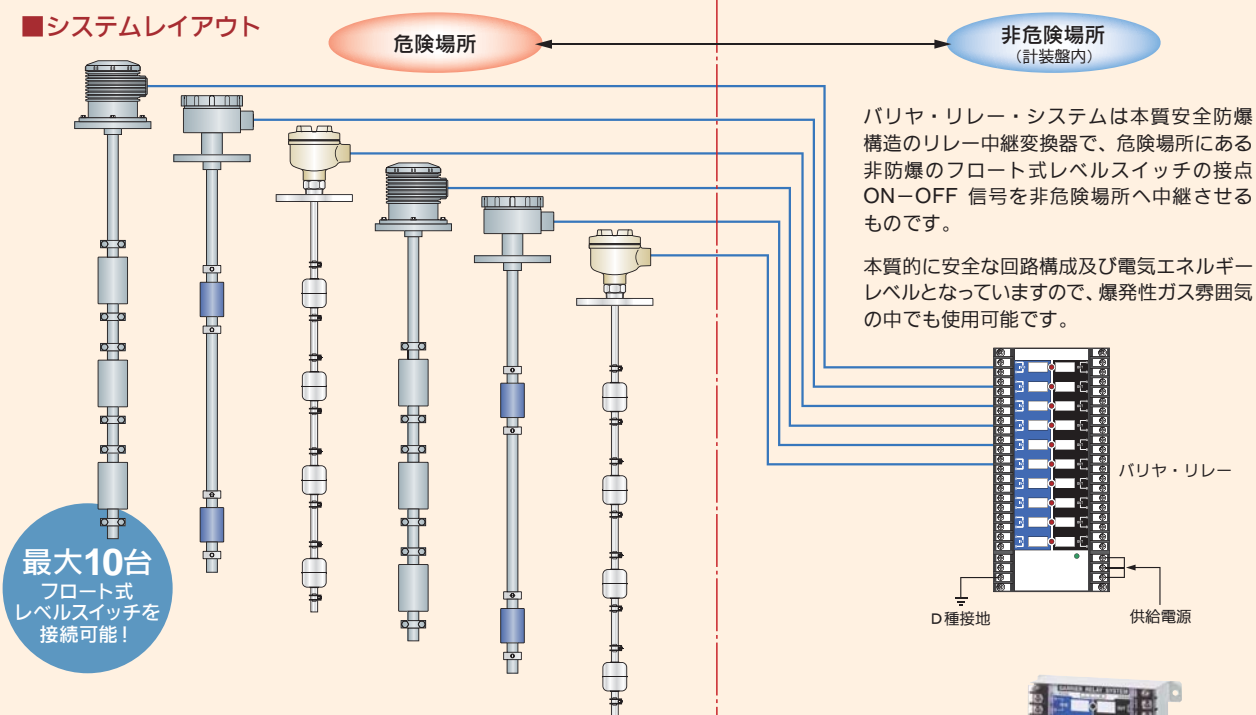 ■システムレイアウト
危険場所
非危険場所
（計装盤内）
バリヤ・リレー・システムは本質安全防爆
構造のリレー中継変換器で、危険場所にある
非防爆のフロート式レベルスイッチの接点
ON－OFF 信号を非危険場所へ中継させる
ものです。
本質的に安全な回路構成及び電気エネルギー
レベルとなっていますので、爆発性ガス雰囲気
の中でも使用可能です。
バリヤ・リレー
最大10台
フロート式
レベルスイッチを
接続可能！
D種接地
供給電源
BARRIER RELAY SYSTEM